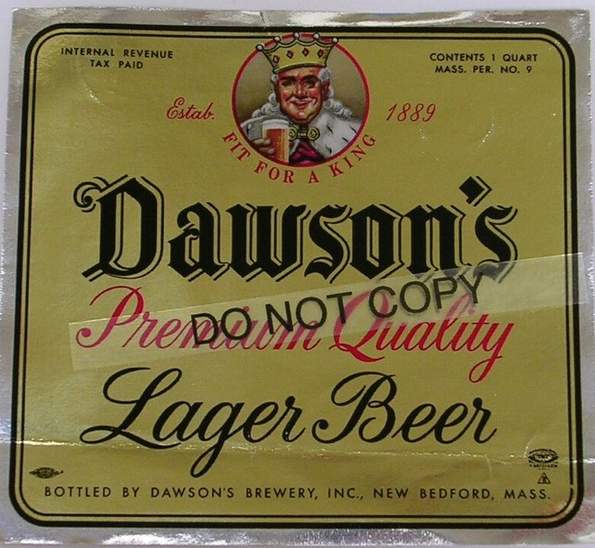 INTERNAL REVENUE
TAX PAID
CONTENTS 1 QUART
MASS. PER. NO. 9
Estab. 1889
FIT FOR A KING
Dawson's
Premium Quality
DO NOT COPY
Lager Beer
BOTTLED BY DAWSON'S BREWERY, INC., NEW BEDFORD, MASS.